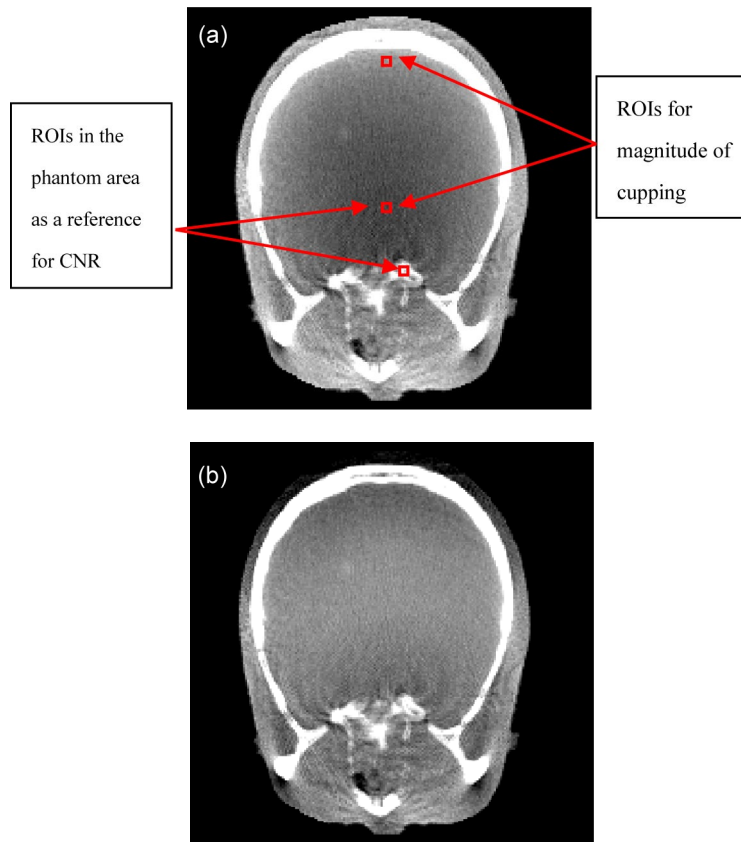 (a)
ROIs in the
phantom area
as a reference
for CNR
ROIs for
magnitude of
cupping
(b)